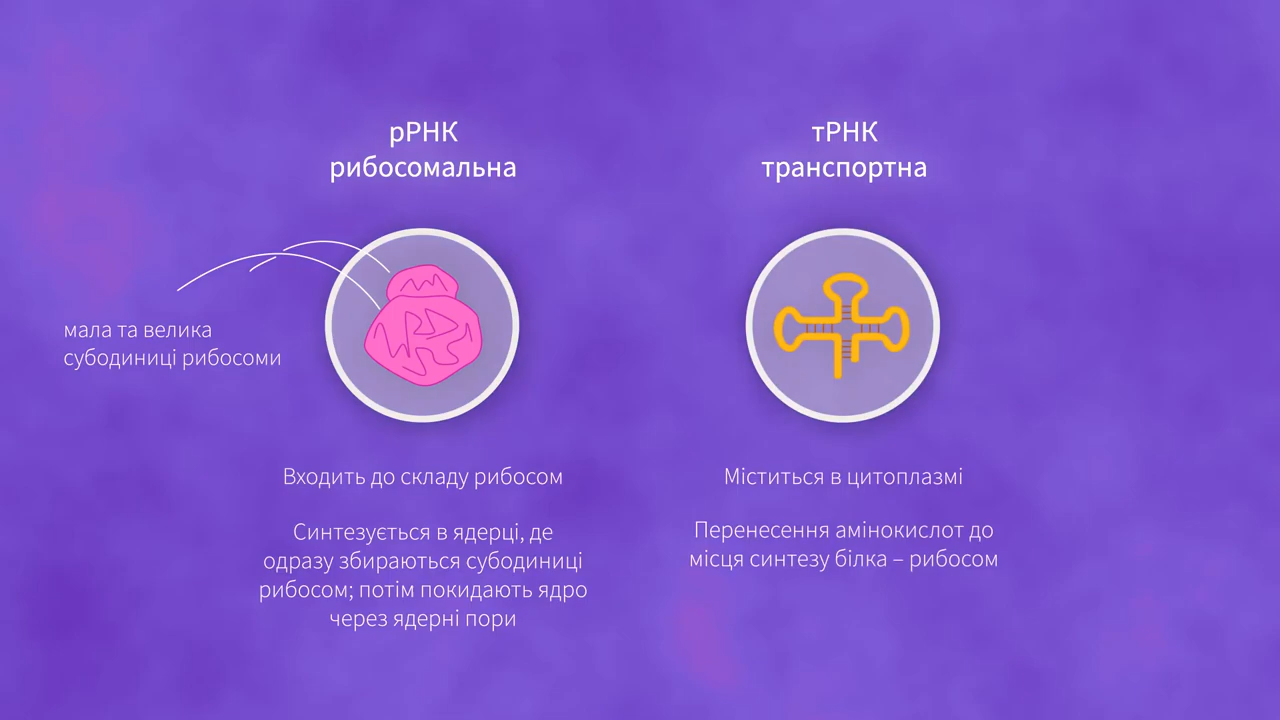 рРНК
рибосомальна
мала та велика
субодиниці рибосоми
Входить до складу рибосом
Синтезується в ядерці, де
одразу збираються субодиниці
рибосом; потім покидають ядро
через ядерні пори
тРНК
транспортна
Міститься в цитоплазмі
Перенесення амінокислот до
місця синтезу білка – рибосом